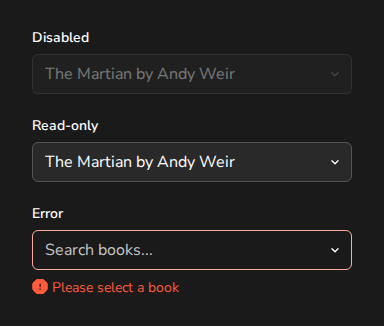 Disabled
The Martian by Andy Weir
Read-only
The Martian by Andy Weir
Error
Search books...
Please select a book